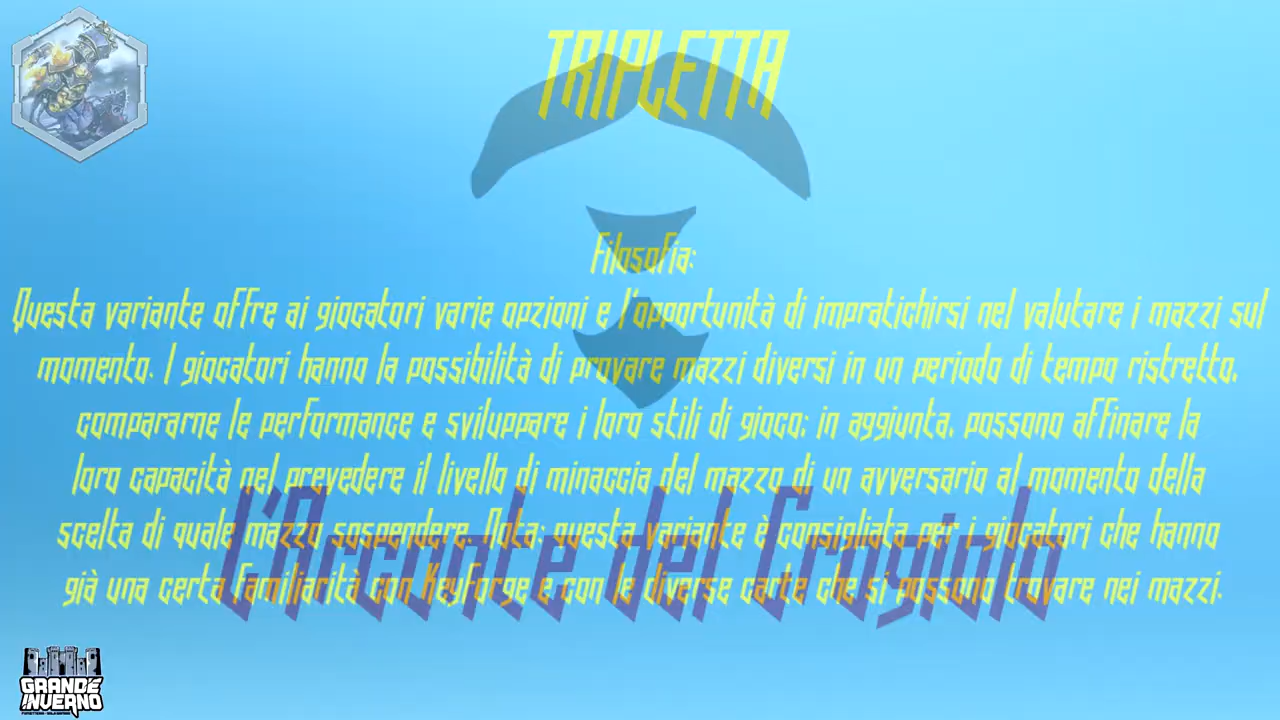 TRIPLETTA
Filosofia:
Questa variante offre ai giocatori varie opzioni e l'opportunità di impratichirsi nel valutare i mazzi sul
momento. I giocatori hanno la possibilità di provare mazzi diversi in un periodo di tempo ristretto,
compararne le performance e sviluppare i loro stili di gioco; in aggiunta, possono affinare la
loro capacità nel prevedere il livello di minaccia del mazzo di un avversario al momento della
scelta di quale mazzo sospendere. Nota: questa variante è consigliata per i giocatori che hanno
già una certa familiarità con KeyForge e con le diverse carte che si possono trovare nei mazzi.
L'Arconte del Crogiolo
GRANDE
INVERNO